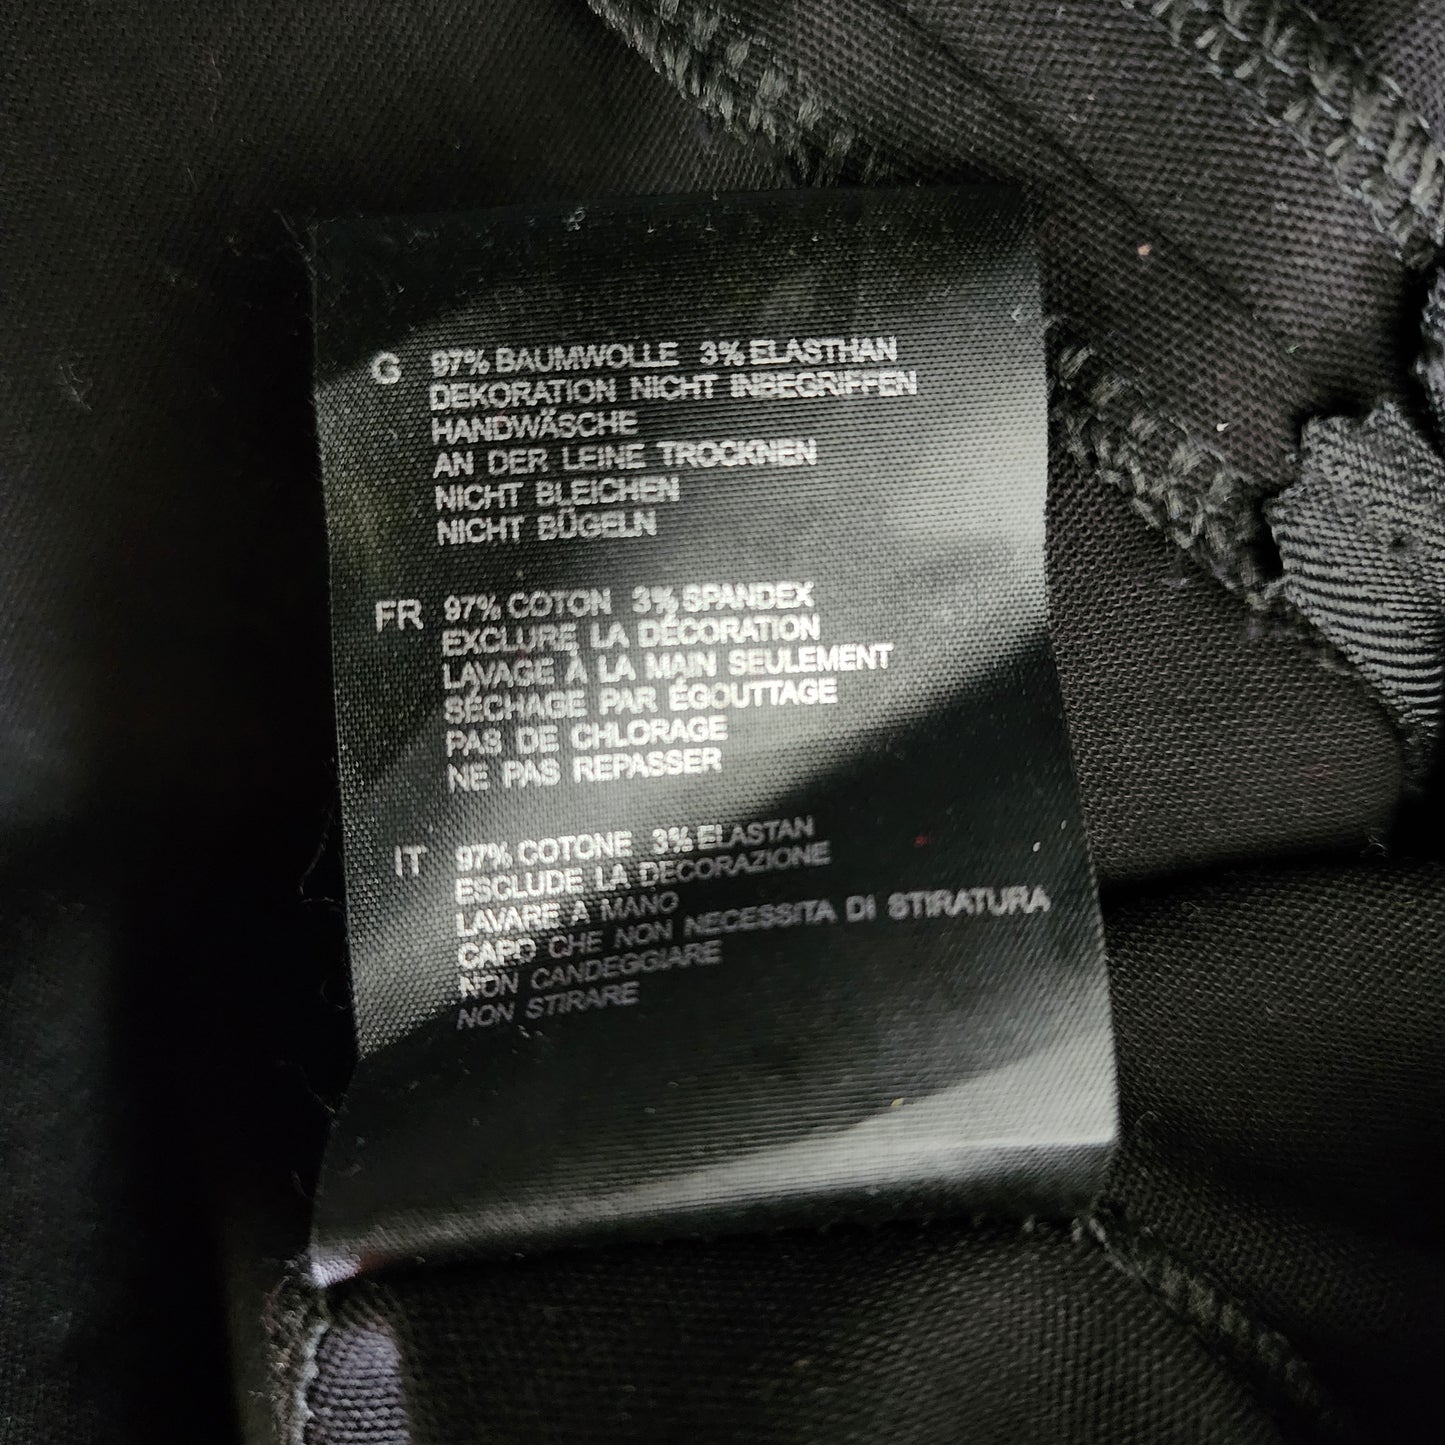 G 97% BAUMWOLLE 3% ELASTHAN
DEKORATION NICHT INBEGRIFFEN
HANDWÄSCHE
AN DER LEINE TROCKNEN
NICHT BLEICHEN
NICHT BÜGELN
FR 97% COTON 3% SPANDEX
EXCLURE LA DÉCORATION
LAVAGE À LA MAIN SEULEMENT
SÉCHAGE PAR ÉGOUTTAGE
PAS DE CHLORAGE
NE PAS REPASSER
IT 97% COTONE 3% ELASTAN
ESCLUDE LA DECORAZIONE
LAVARE A MANO
CAPO CHE NON NECESSITA DI STIRATURA
NON CANDEGGIARE
NON STIRARE